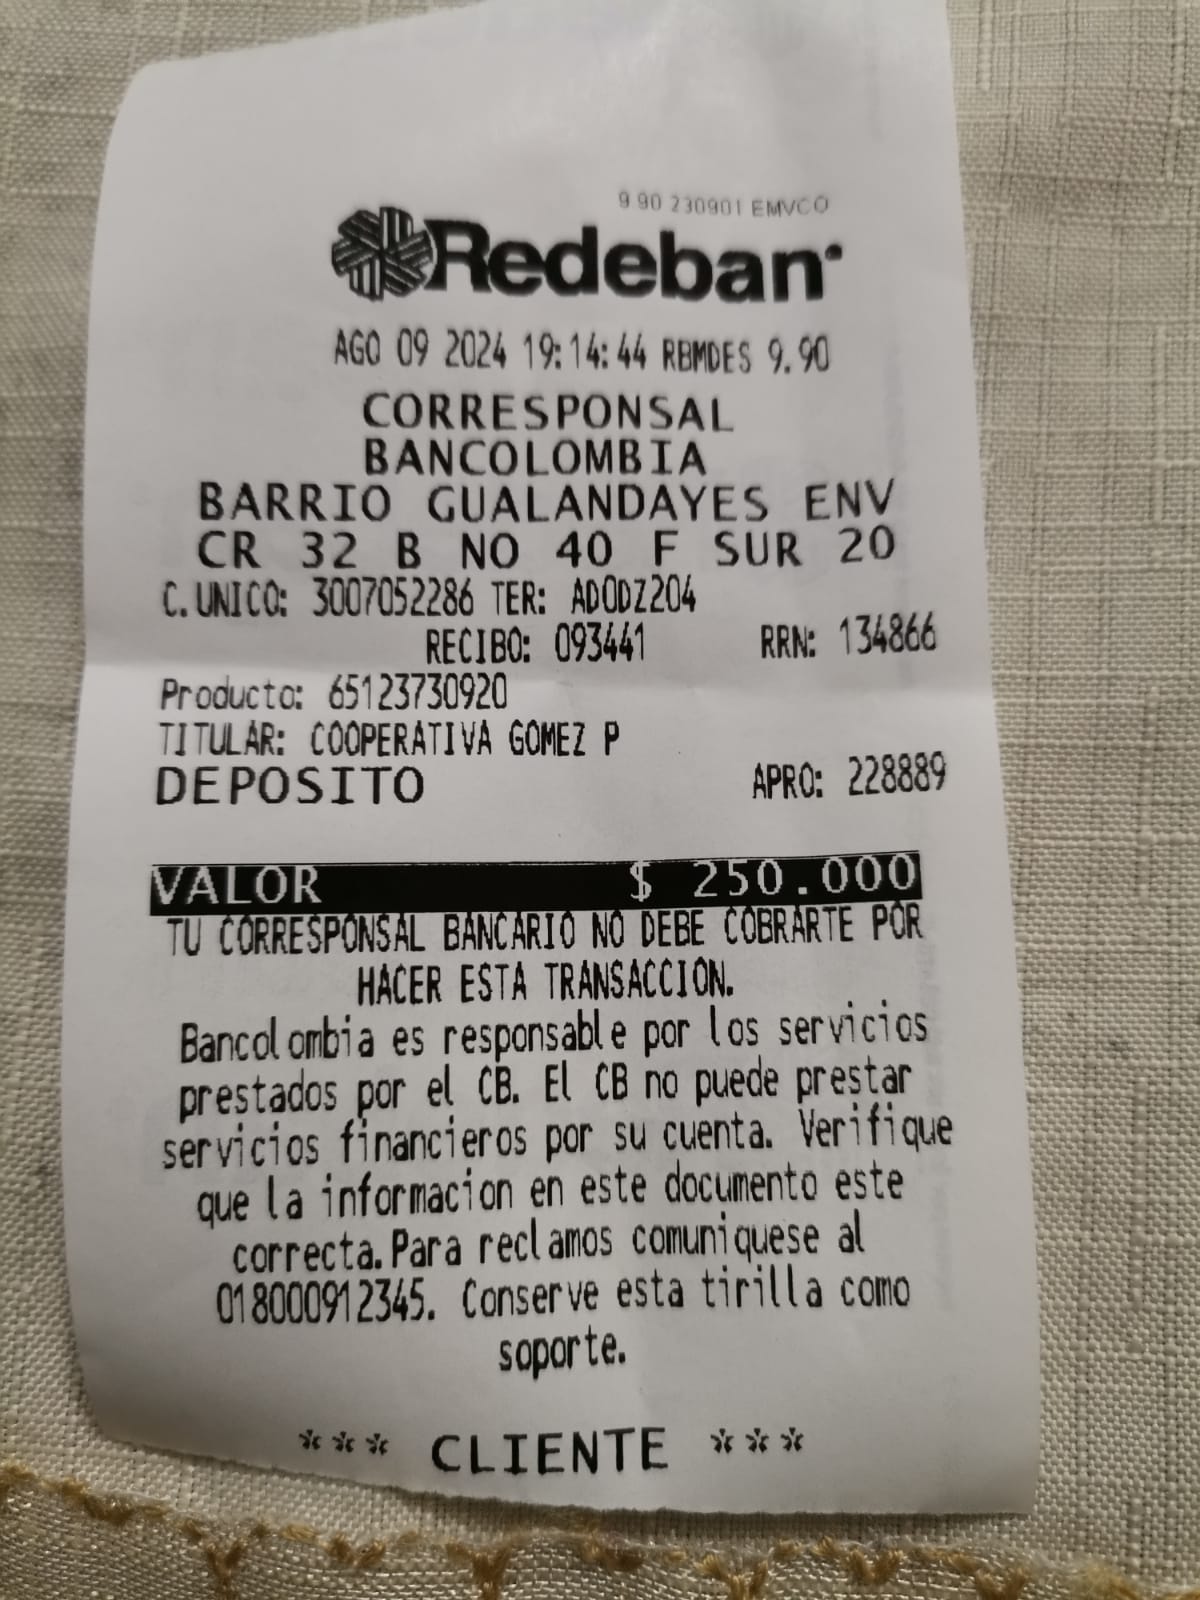 9 90 230901 EMVCO
Redeban
AGO 09 2024 19:14:44 RBMDES 9.90
CORRESPONSAL
BANCOLOMBIA
BARRIO GUALANDAYES ENV
CR 32 B NO 40 F SUR 20
C.UNICO: 3007052286 TER: ADODZ204
RECIBO: 093441 RRN: 134866
Producto: 65123730920
TITULAR: COOPERATIVA GOMEZ P
DEPOSITO APRO: 228889
VALOR $ 250.000
TU CORRESPONSAL BANCARIO NO DEBE COBRARTE POR
HACER ESTA TRANSACCION.
Bancolombia es responsable por los servicios
prestados por el CB. El CB no puede prestar
servicios financieros por su cuenta. Verifique
que la informacion en este documento este
correcta.Para reclamos comuniquese al
018000912345. Conserve esta tirilla como
soporte.
*** CLIENTE ***